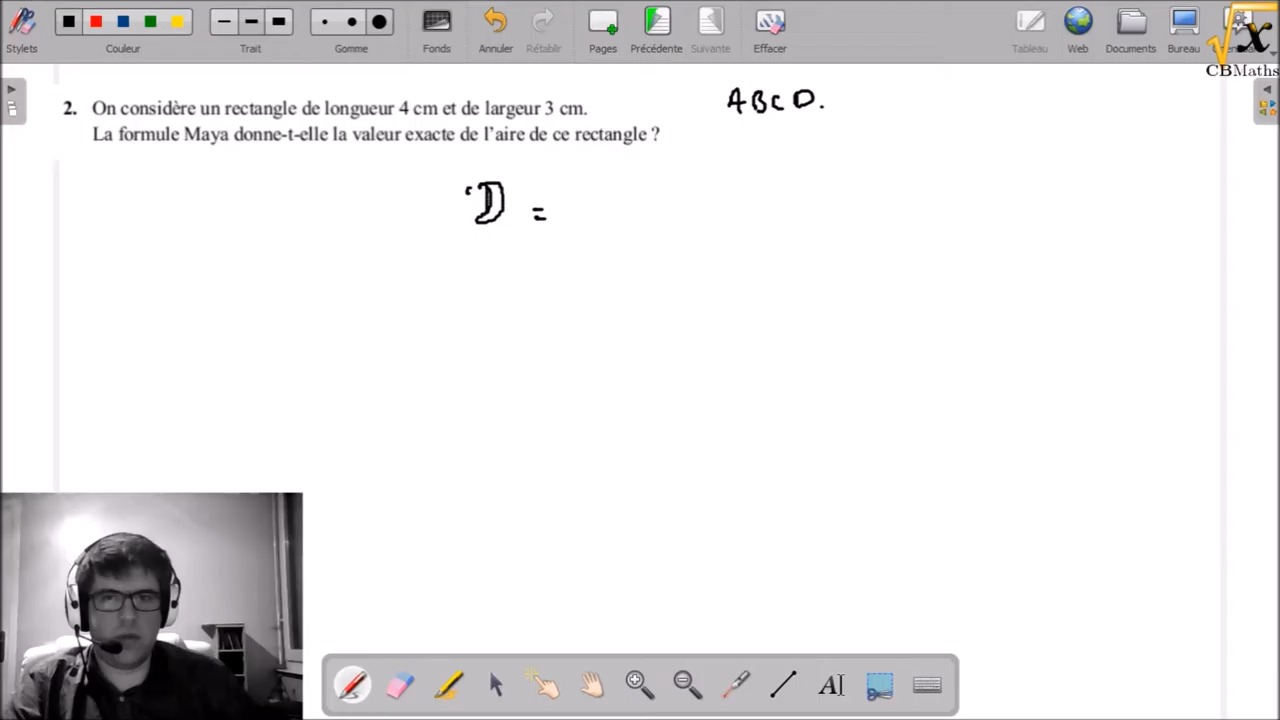 Stylets
Couleur
Trait
Gomme
Fonds
Annuler
Rétablir
Pages
Précédente
Suivante
Effacer
Tableau
Web
Documents
Bureau
√x
CBMaths
2. On considère un rectangle de longueur 4 cm et de largeur 3 cm.
La formule Maya donne-t-elle la valeur exacte de l'aire de ce rectangle ?
ABCD.
D =
AI